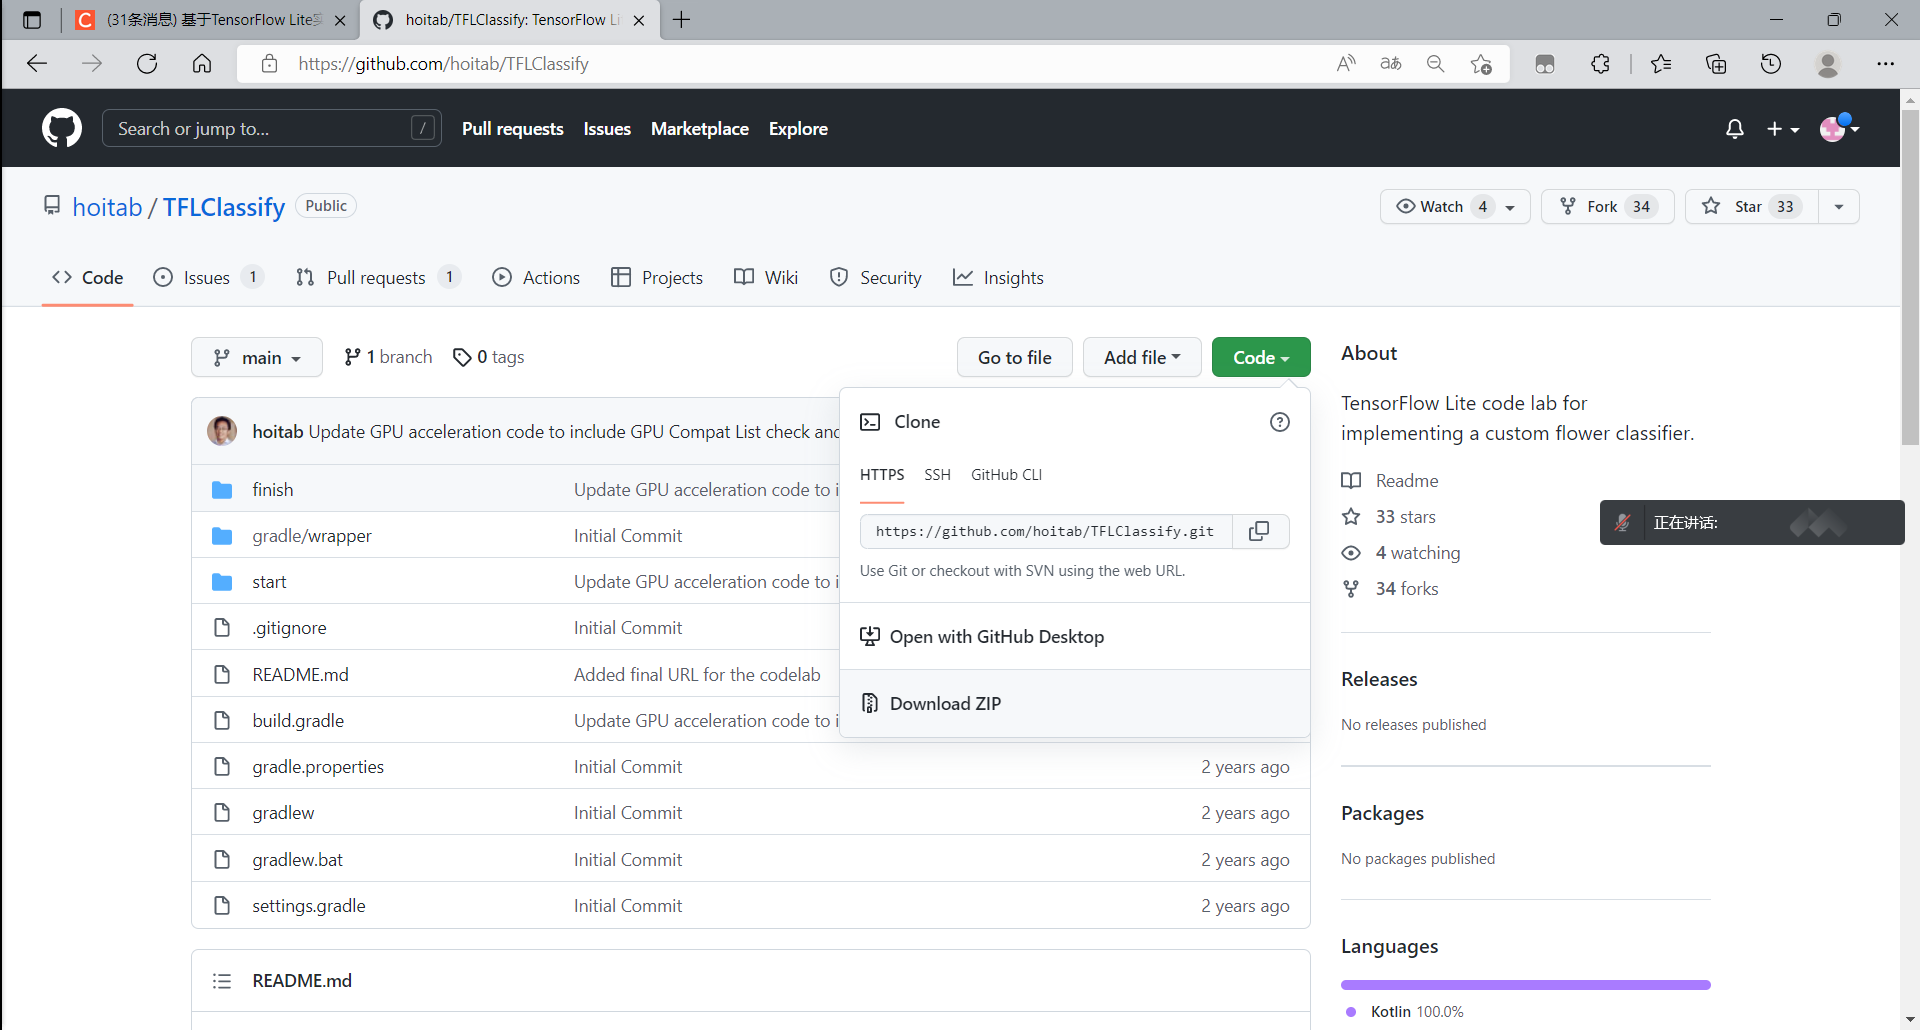 (31条消息) 基于TensorFlow Lite
hoitab/TFLClassify: TensorFlow Li
https://github.com/hoitab/TFLClassify
Search or jump to... /
Pull requests Issues Marketplace Explore
hoitab / TFLClassify Public
Watch 4 Fork 34 Star 33
Code Issues 1 Pull requests 1 Actions Projects Wiki Security Insights
main 1 branch 0 tags Go to file Add file Code
hoitab Update GPU acceleration code to include GPU Compat List check and
finish Update GPU acceleration code to i
gradle/wrapper Initial Commit
start Update GPU acceleration code to i
.gitignore Initial Commit
README.md Added final URL for the codelab
build.gradle Update GPU acceleration code to i
gradle.properties Initial Commit 2 years ago
gradlew Initial Commit 2 years ago
gradlew.bat Initial Commit 2 years ago
settings.gradle Initial Commit 2 years ago
README.md
Clone
HTTPS SSH GitHub CLI
https://github.com/hoitab/TFLClassify.git
Use Git or checkout with SVN using the web URL.
Open with GitHub Desktop
Download ZIP
About
TensorFlow Lite code lab for
implementing a custom flower classifier.
Readme
33 stars
4 watching
34 forks
正在讲话:
Releases
No releases published
Packages
No packages published
Languages
Kotlin 100.0%